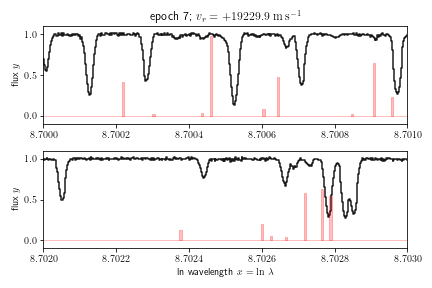 epoch 7; v_r = +19229.9 m s⁻¹
flux y
1.0
0.5
0.0
8.7000 8.7002 8.7004 8.7006 8.7008 8.7010
flux y
1.0
0.5
0.0
8.7020 8.7022 8.7024 8.7026 8.7028 8.7030
ln wavelength x = ln λ